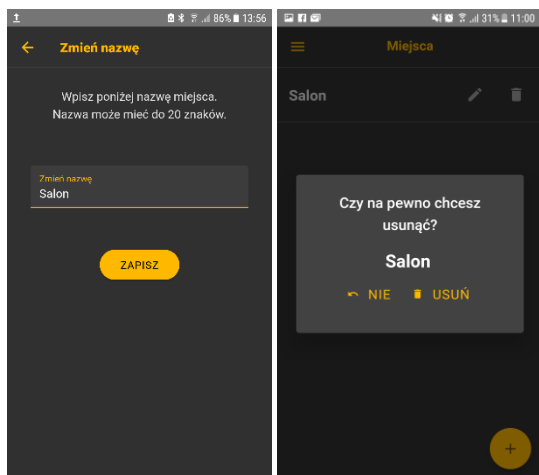 86% 13:56
Zmień nazwę
Wpisz poniżej nazwę miejsca.
Nazwa może mieć do 20 znaków.
Zmień nazwę
Salon
ZAPISZ
31% 11:00
Miejsca
Salon
Czy na pewno chcesz
usunąć?
Salon
NIE USUŃ